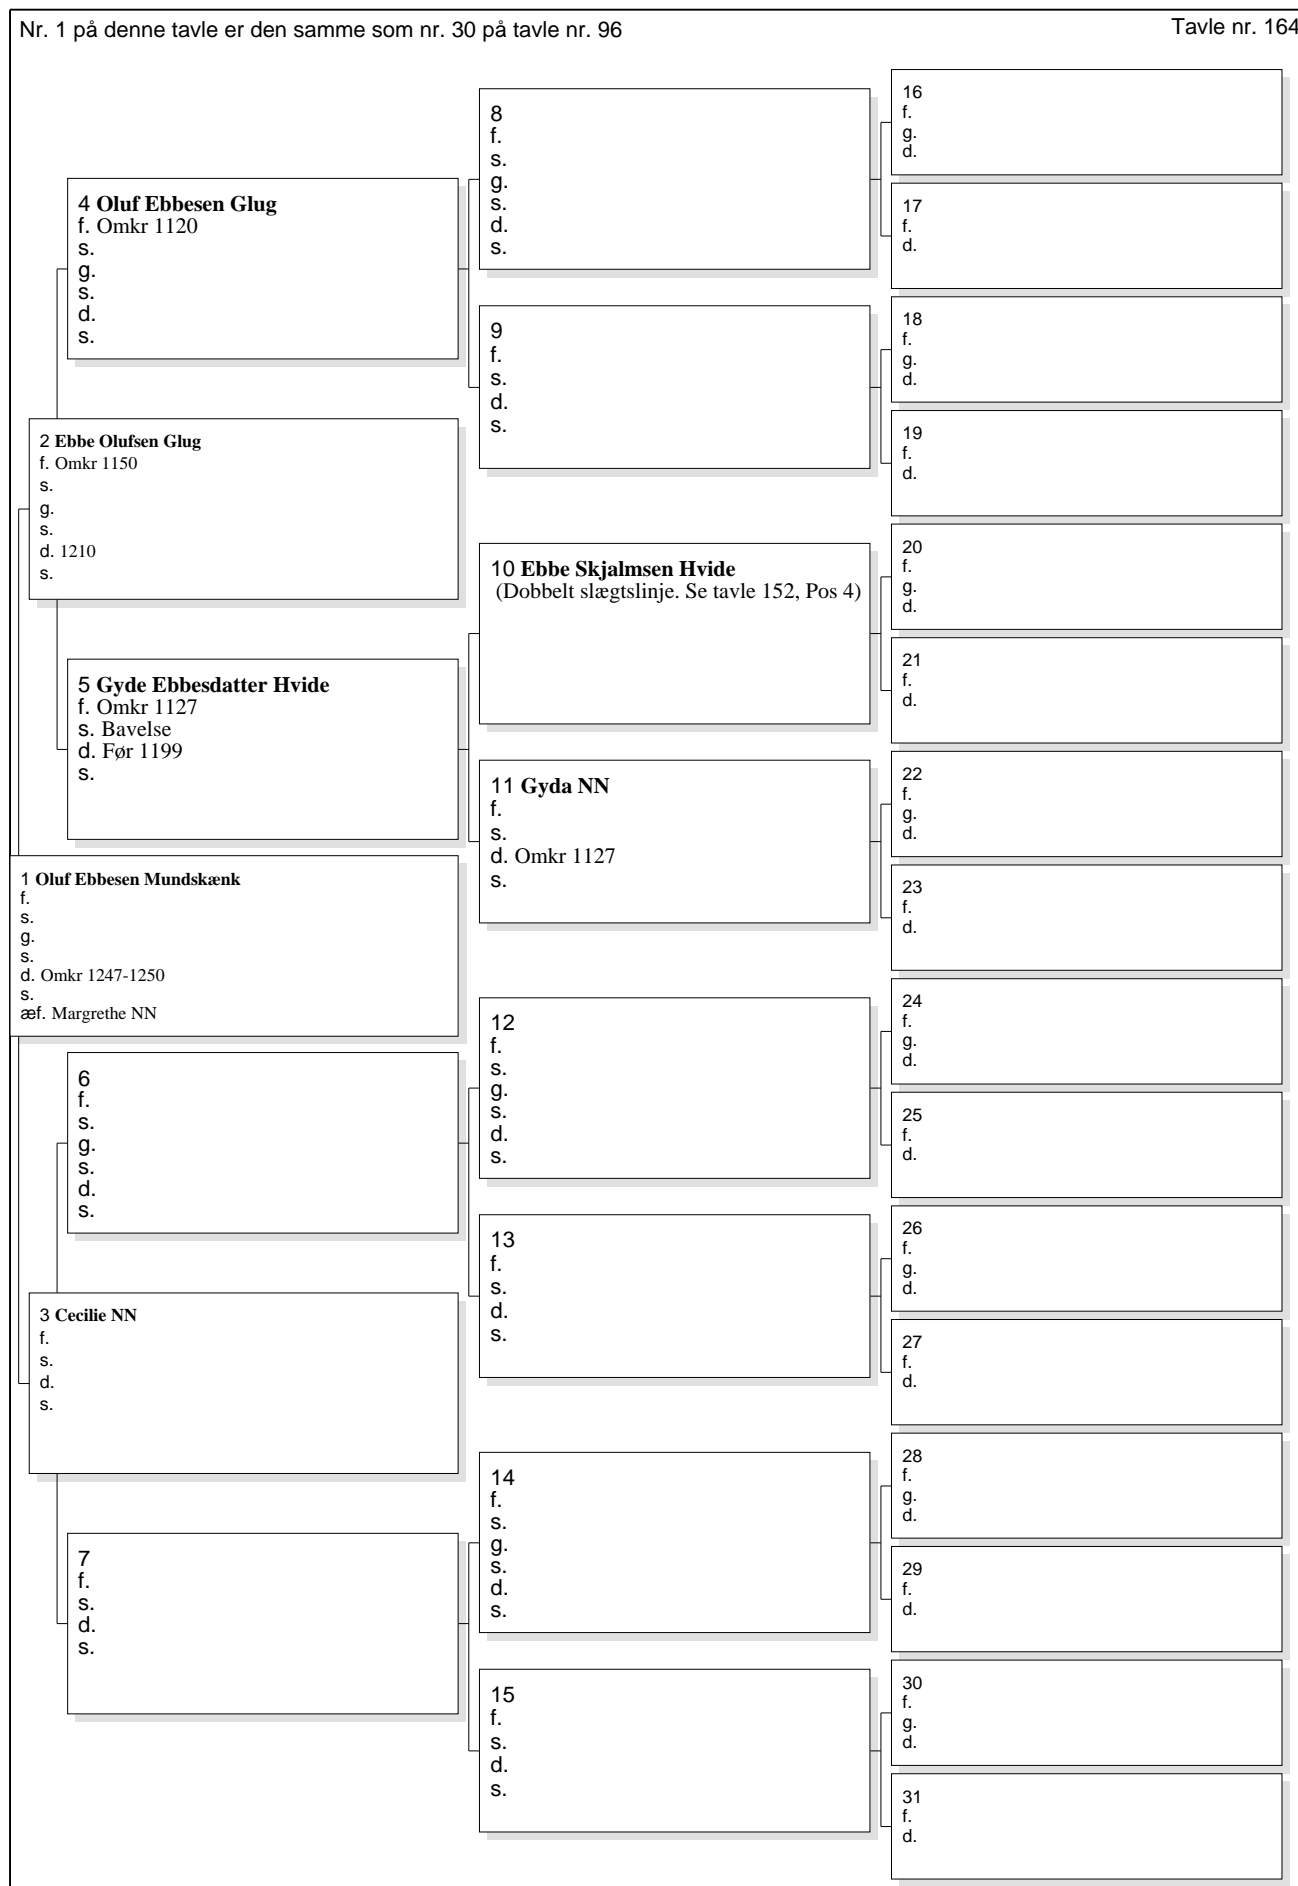 Nr. 1 på denne tavle er den samme som nr. 30 på tavle nr. 96
Tavle nr. 164
1 Oluf Ebbesen Mundskænk
f.
s.
g.
s.
d. Omkr 1247-1250
s.
æf. Margrethe NN
2 Ebbe Olufsen Glug
f. Omkr 1150
s.
g.
s.
d. 1210
s.
3 Cecilie NN
f.
s.
d.
s.
4 Oluf Ebbesen Glug
f. Omkr 1120
s.
g.
s.
d.
s.
5 Gyde Ebbesdatter Hvide
f. Omkr 1127
s. Bavelse
d. Før 1199
s.
6
f.
s.
g.
s.
d.
s.
7
f.
s.
d.
s.
8
f.
s.
g.
s.
d.
s.
9
f.
s.
d.
s.
10 Ebbe Skjalmsen Hvide
(Dobbelt slægtslinje. Se tavle 152, Pos 4)
11 Gyda NN
f.
s.
d. Omkr 1127
s.
12
f.
s.
g.
s.
d.
s.
13
f.
s.
d.
s.
14
f.
s.
g.
s.
d.
s.
15
f.
s.
d.
s.
16
f.
g.
d.
17
f.
d.
18
f.
g.
d.
19
f.
d.
20
f.
g.
d.
21
f.
d.
22
f.
g.
d.
23
f.
d.
24
f.
g.
d.
25
f.
d.
26
f.
g.
d.
27
f.
d.
28
f.
g.
d.
29
f.
d.
30
f.
g.
d.
31
f.
d.